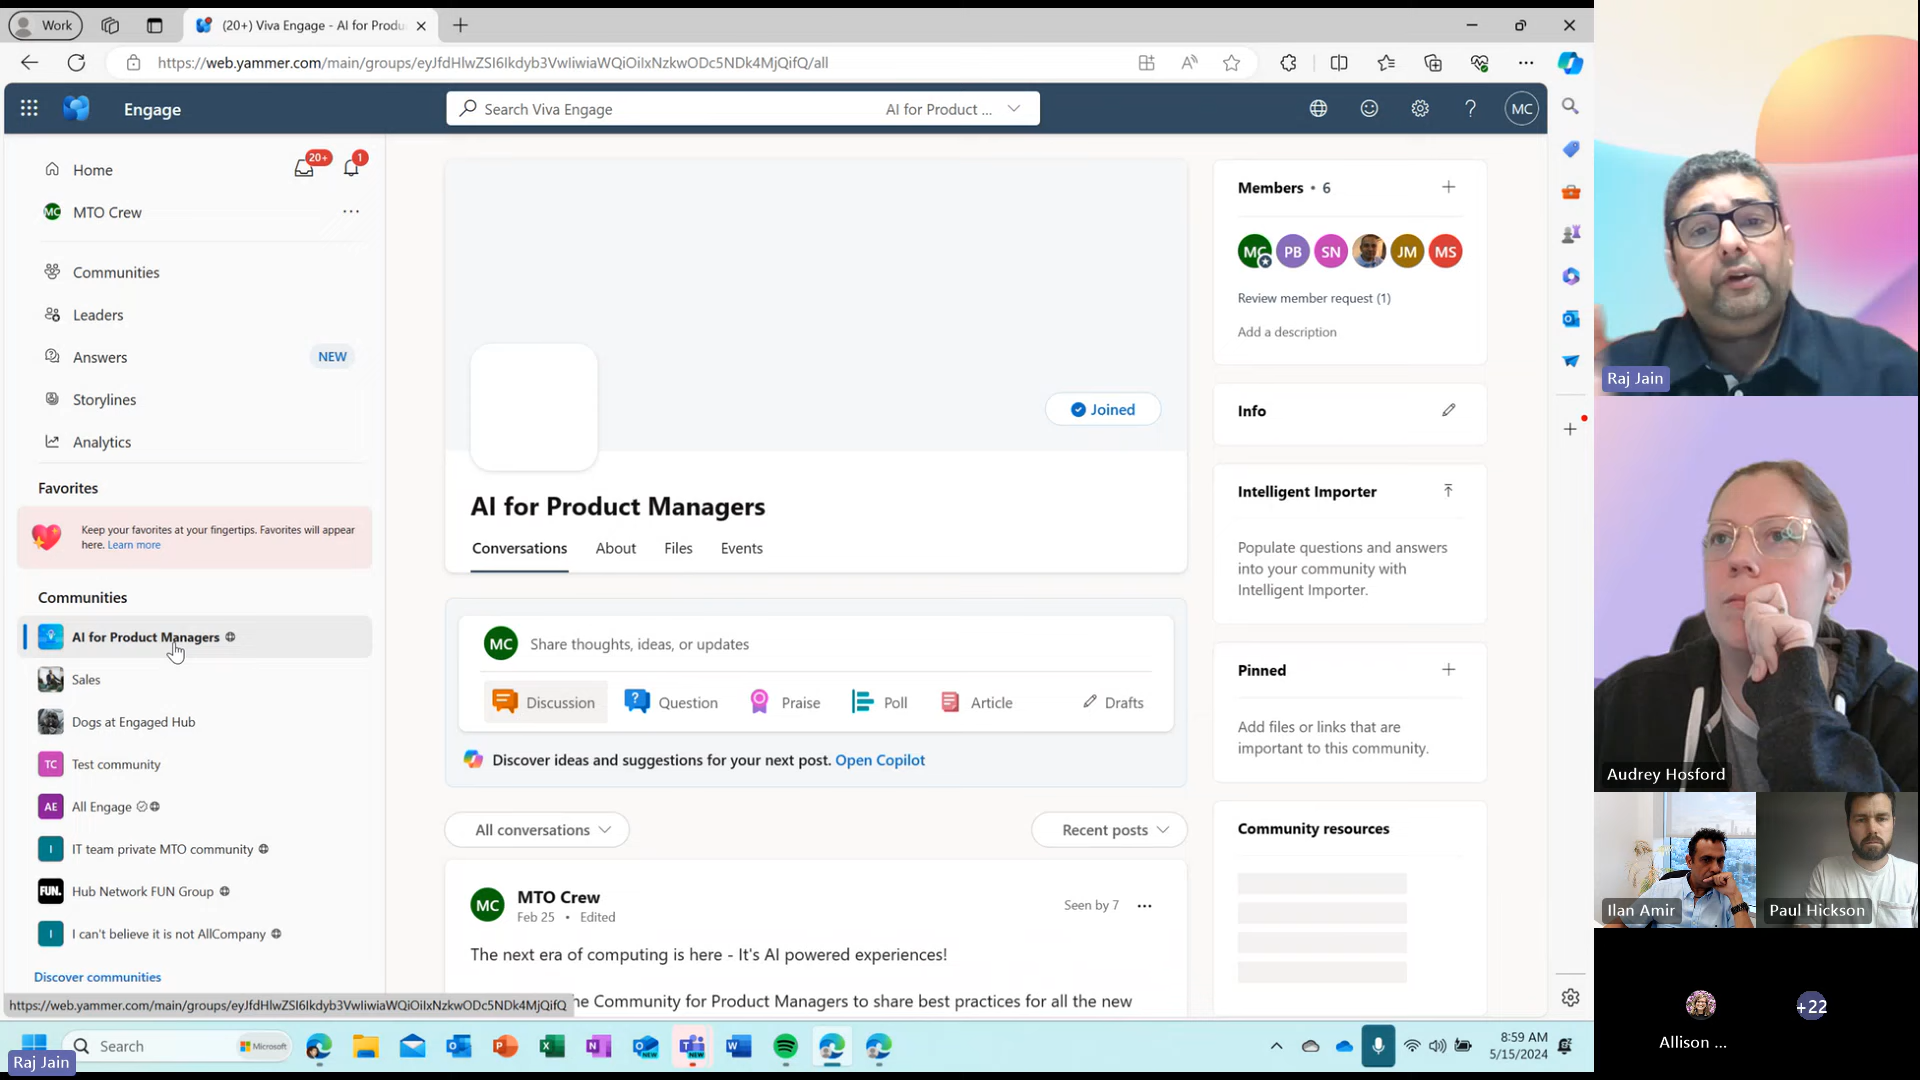 Work
(20+) Viva Engage - AI for Produ
https://web.yammer.com/main/groups/eyJfdHlwZSI6Ikdyb3VwIiwiaWQiOiIxNzkwODc5NDk4MjQifQ/all
Engage
Search Viva Engage
AI for Product ...
MC
Home
20+
1
MC
MTO Crew
Communities
Leaders
Answers
NEW
Storylines
Analytics
Favorites
Keep your favorites at your fingertips. Favorites will appear
here. Learn more
Communities
AI for Product Managers
Sales
Dogs at Engaged Hub
TC
Test community
AE
All Engage
I
IT team private MTO community
FUN.
Hub Network FUN Group
I
I can't believe it is not AllCompany
Discover communities
https://web.yammer.com/main/groups/eyJfdHlwZSI6Ikdyb3VwIiwiaWQiOiIxNzkwODc5NDk4MjQifQ
Joined
AI for Product Managers
Conversations
About
Files
Events
MC
Share thoughts, ideas, or updates
Discussion
Question
Praise
Poll
Article
Drafts
Discover ideas and suggestions for your next post. Open Copilot
All conversations
Recent posts
MC
MTO Crew
Feb 25 • Edited
Seen by 7
The next era of computing is here - It's AI powered experiences!
he Community for Product Managers to share best practices for all the new
Members • 6
MC
PB
SN
JM
MS
Review member request (1)
Add a description
Info
Intelligent Importer
Populate questions and answers
into your community with
Intelligent Importer.
Pinned
Add files or links that are
important to this community.
Community resources
Search
Microsoft
NEW
NEW
8:59 AM
5/15/2024
Raj Jain
Raj Jain
Audrey Hosford
Ilan Amir
Paul Hickson
Allison ...
+22